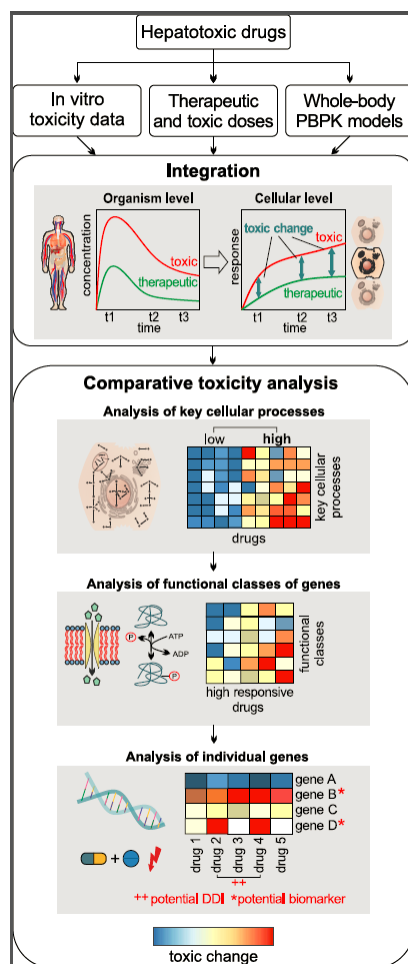 Hepatotoxic drugs
In vitro
toxicity data
Therapeutic
and toxic doses
Whole-body
PBPK models
Integration
Organism level
concentration
toxic
therapeutic
t1
t2
t3
time
Cellular level
response
toxic change
toxic
therapeutic
t1
t2
t3
time
Comparative toxicity analysis
Analysis of key cellular processes
low
high
key cellular
processes
drugs
Analysis of functional classes of genes
P
ATP
ADP
P
functional
classes
high responsive
drugs
Analysis of individual genes
gene A
gene B*
gene C
gene D*
drug 1
drug 2
drug 3
drug 4
drug 5
++
++potential DDI *potential biomarker
toxic change